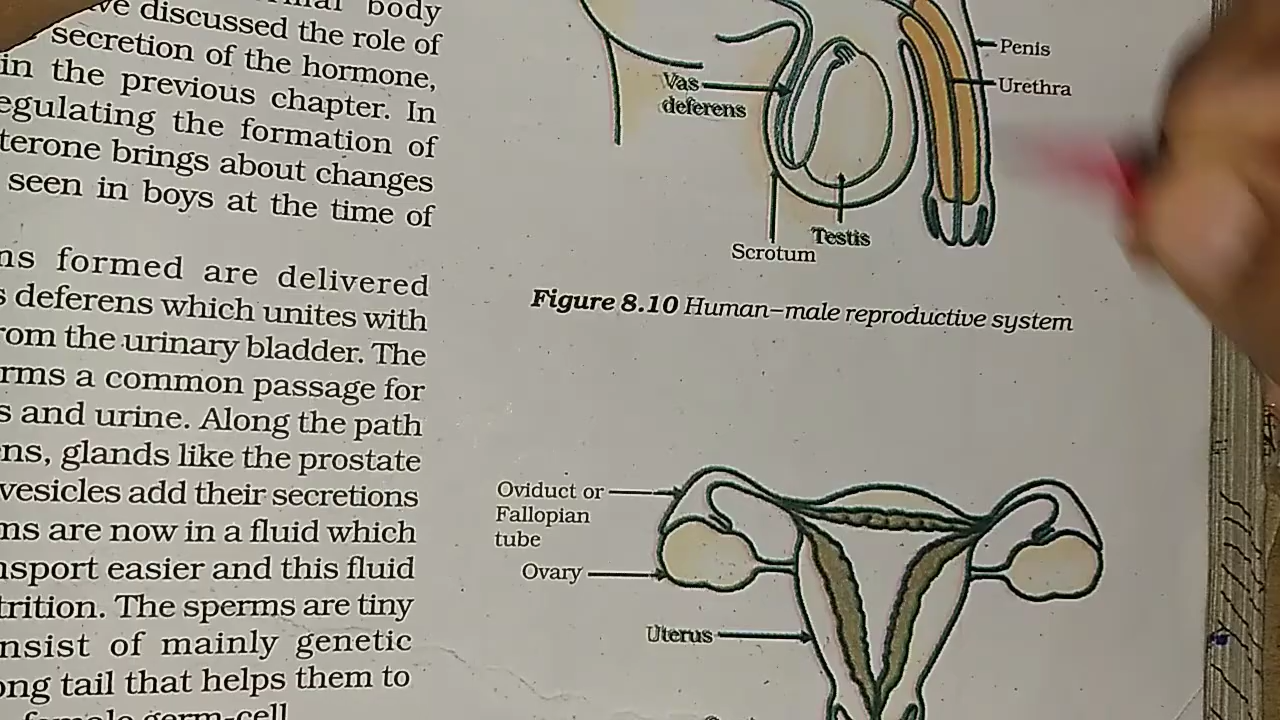 body
discussed the role of
secretion of the hormone,
in the previous chapter. In
egulating the formation of
terone brings about changes
seen in boys at the time of
ns formed are delivered
s deferens which unites with
rom the urinary bladder. The
rms a common passage for
s and urine. Along the path
ns, glands like the prostate
vesicles add their secretions
ms are now in a fluid which
nsport easier and this fluid
trition. The sperms are tiny
nsist of mainly genetic
ong tail that helps them to
female germ-cell
Penis
Urethra
Vas
deferens
Testis
Scrotum
Figure 8.10 Human–male reproductive system
Oviduct or
Fallopian
tube
Ovary
Uterus